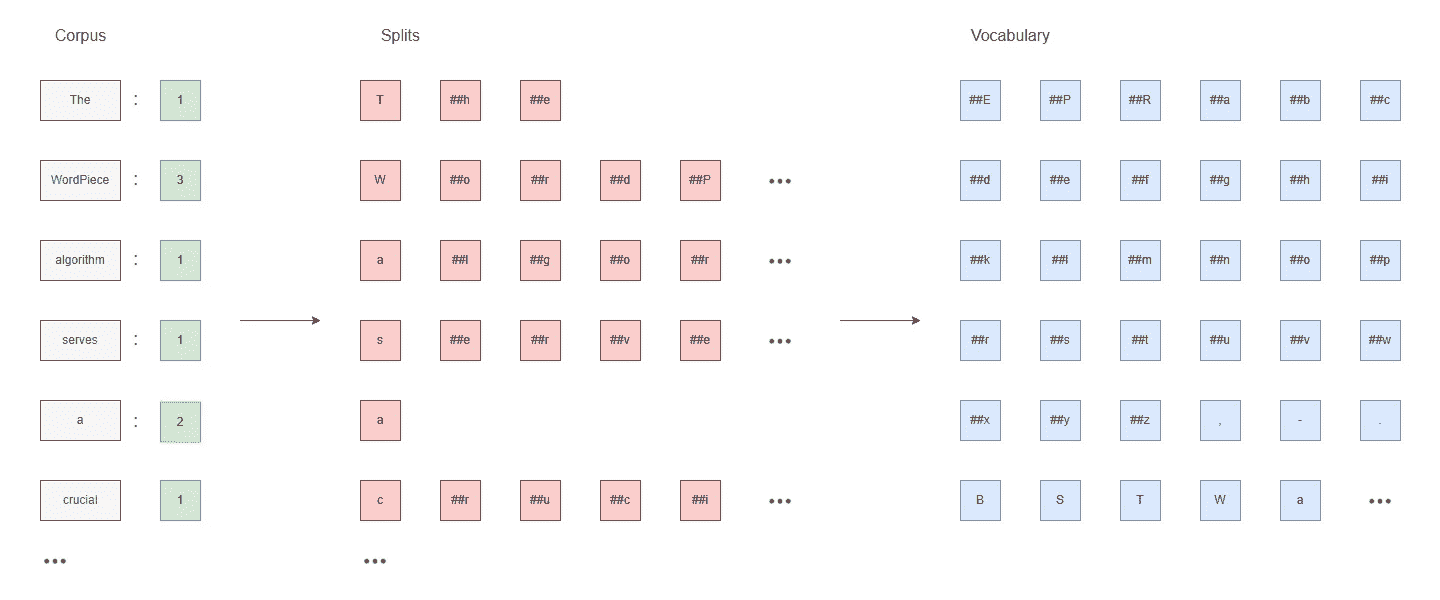 Corpus Splits Vocabulary
The : 1 T ##h ##e ##E ##P ##R ##a ##b ##c
WordPiece : 3 W ##o ##r ##d ##P ••• ##d ##e ##f ##g ##h ##i
algorithm : 1 a ##l ##g ##o ##r ••• ##k ##l ##m ##n ##o ##p
serves : 1 s ##e ##r ##v ##e ••• ##r ##s ##t ##u ##v ##w
a : 2 a ##x ##y ##z , - .
crucial 1 c ##r ##u ##c ##i ••• B S T W a •••
••• •••